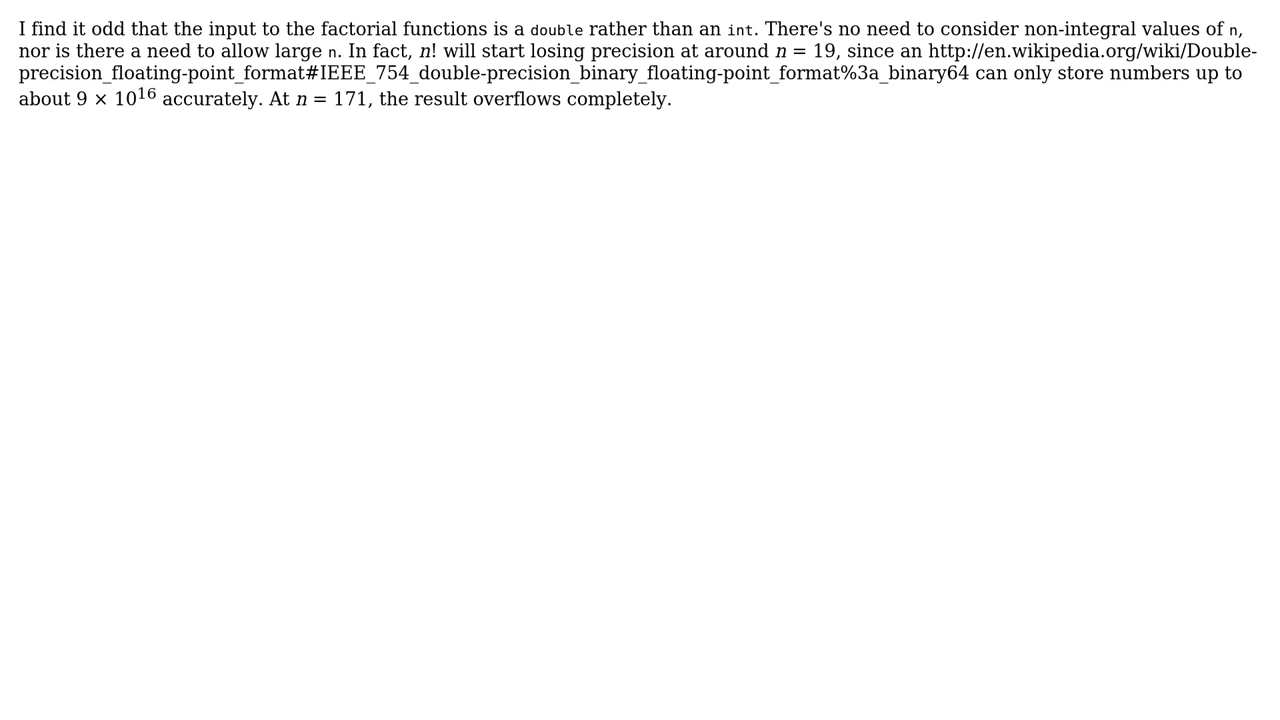 I find it odd that the input to the factorial functions is a double rather than an int. There's no need to consider non-integral values of n,
nor is there a need to allow large n. In fact, n! will start losing precision at around n = 19, since an http://en.wikipedia.org/wiki/Double-
precision_floating-point_format#IEEE_754_double-precision_binary_floating-point_format%3a_binary64 can only store numbers up to
about 9 × 10¹⁶ accurately. At n = 171, the result overflows completely.